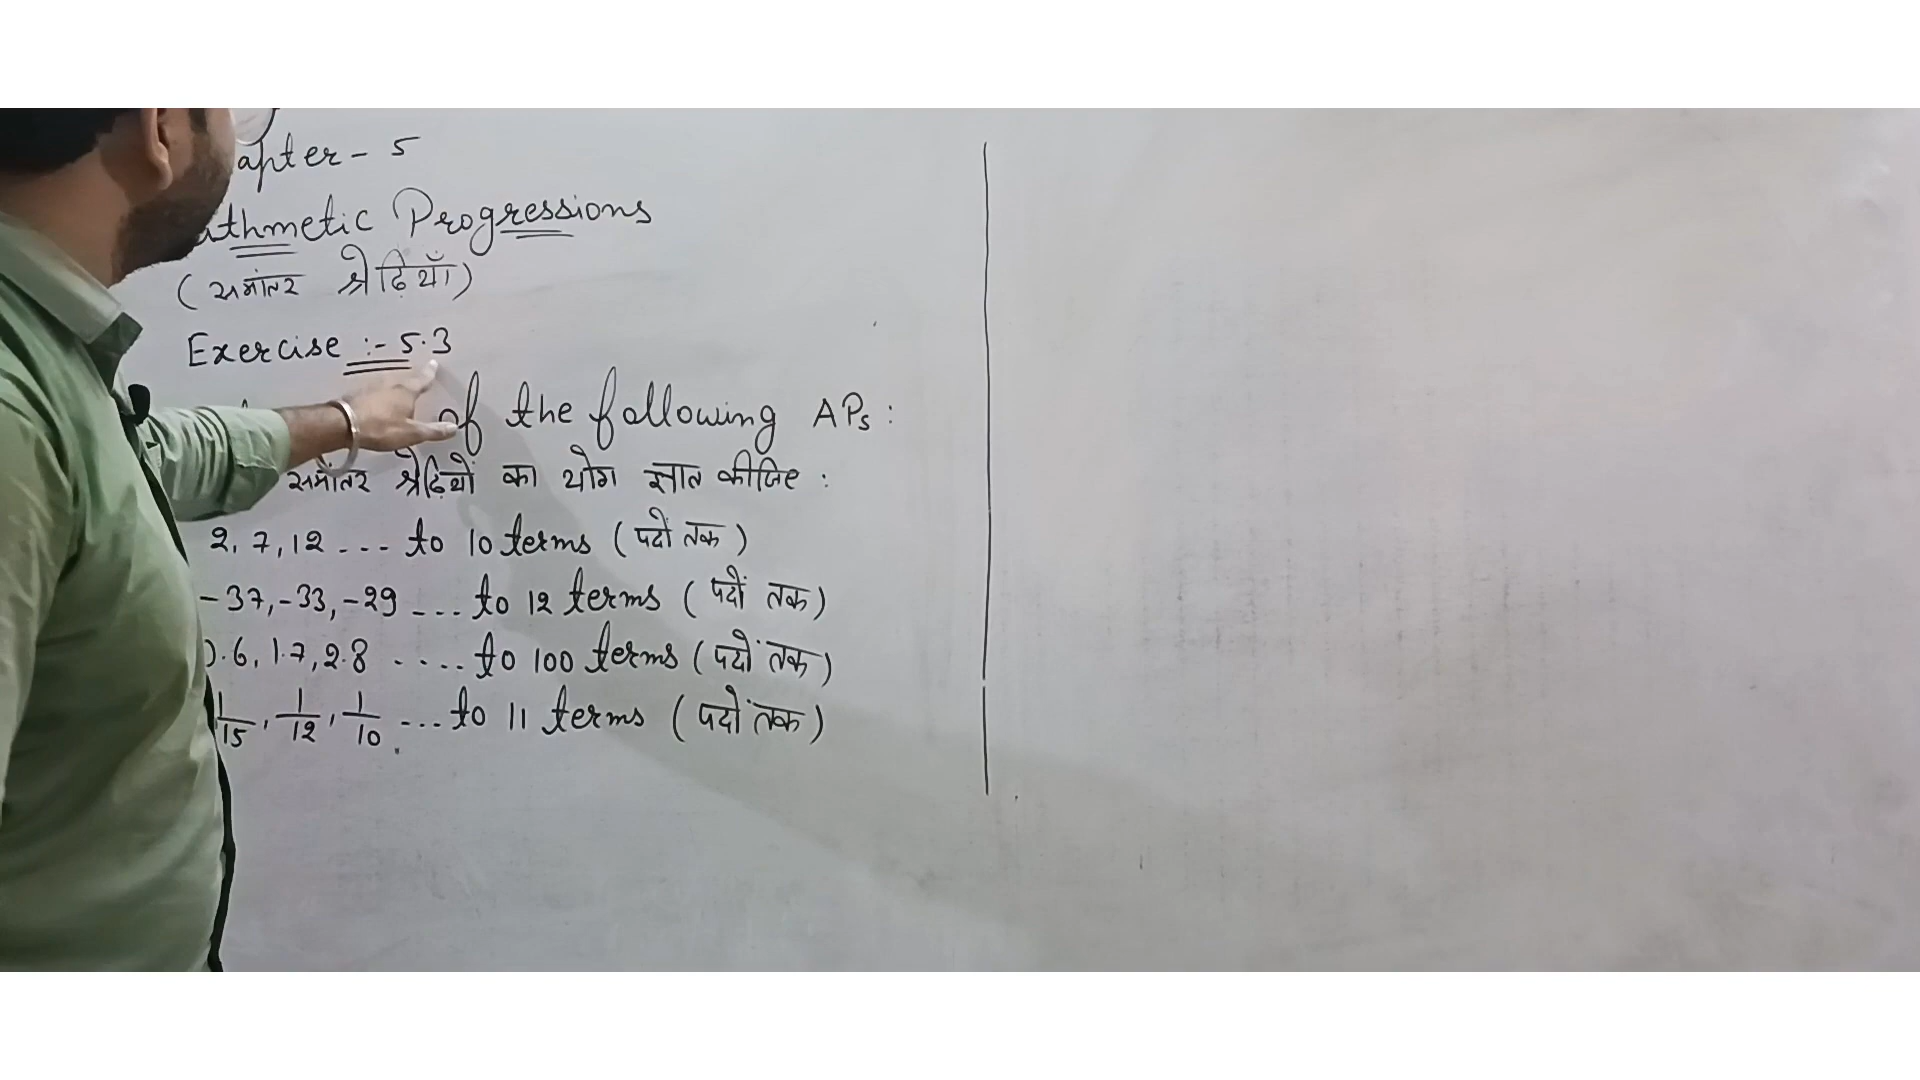 apter - 5
ithmetic Progressions
(समांतर श्रेढ़ियाँ)
Exercise :- 5.3
of the following APs :
समांतर श्रेढ़ियों का योग ज्ञात कीजिए :
2, 7, 12 ... to 10 terms (पदों तक)
-37, -33, -29 ... to 12 terms (पदों तक)
0.6, 1.7, 2.8 .... to 100 terms (पदों तक)
1/15, 1/12, 1/10 ... to 11 terms (पदों तक)